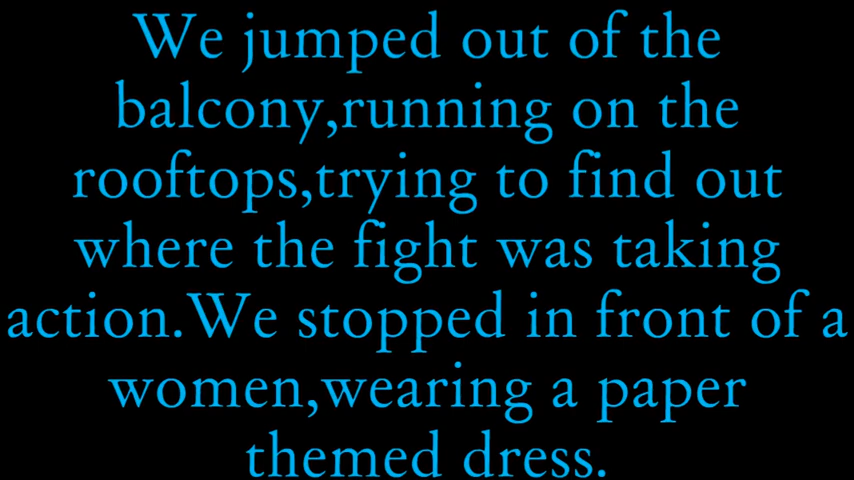 We jumped out of the
balcony,running on the
rooftops,trying to find out
where the fight was taking
action.We stopped in front of a
women,wearing a paper
themed dress.